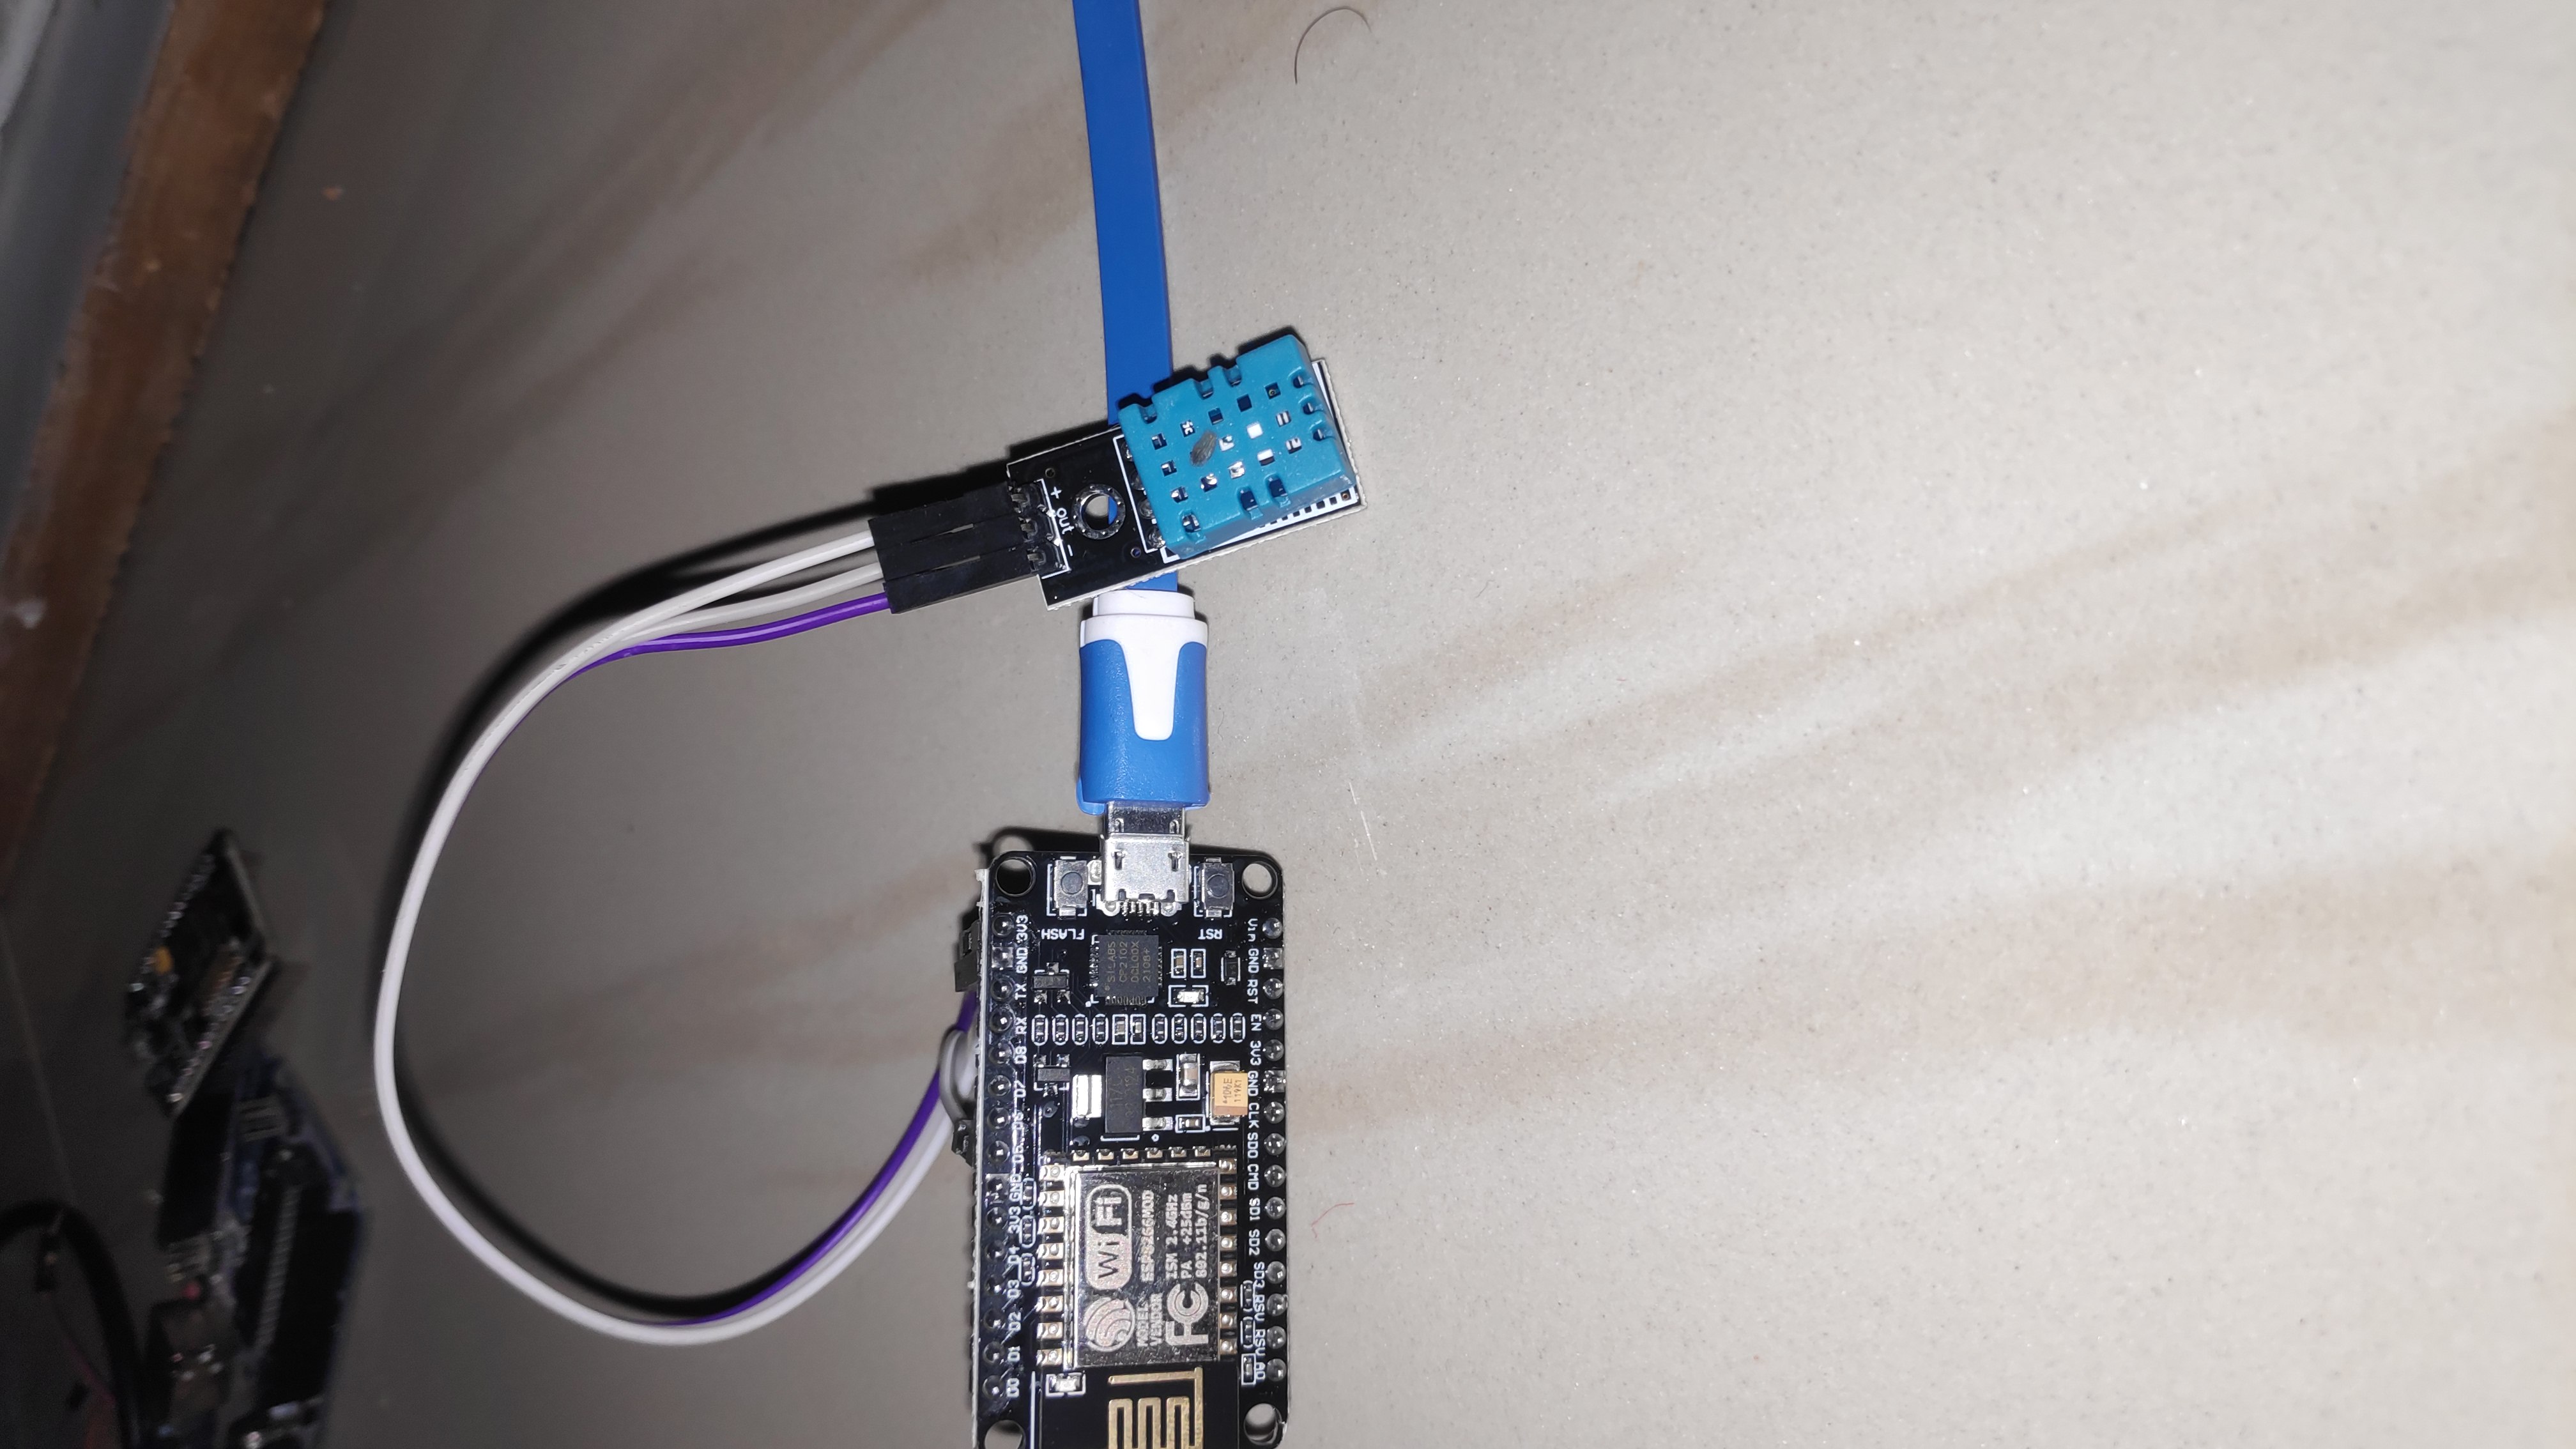 D0 D1 D2 D3 D4 3V3 GND D5 D6 D7 D8 RX TX GND 3V3
FLASH
WiFi
MODEL ESP8266MOD
VENDOR
FC
ISM 2.4GHz
PA +25dBm
802.11b/g/n
SILABS
CP2102
DCL00X
2108+
106E
RST
A0 RSV RSV SD3 SD2 SD1 CMD SD0 CLK GND 3V3 EN RST GND
- out +